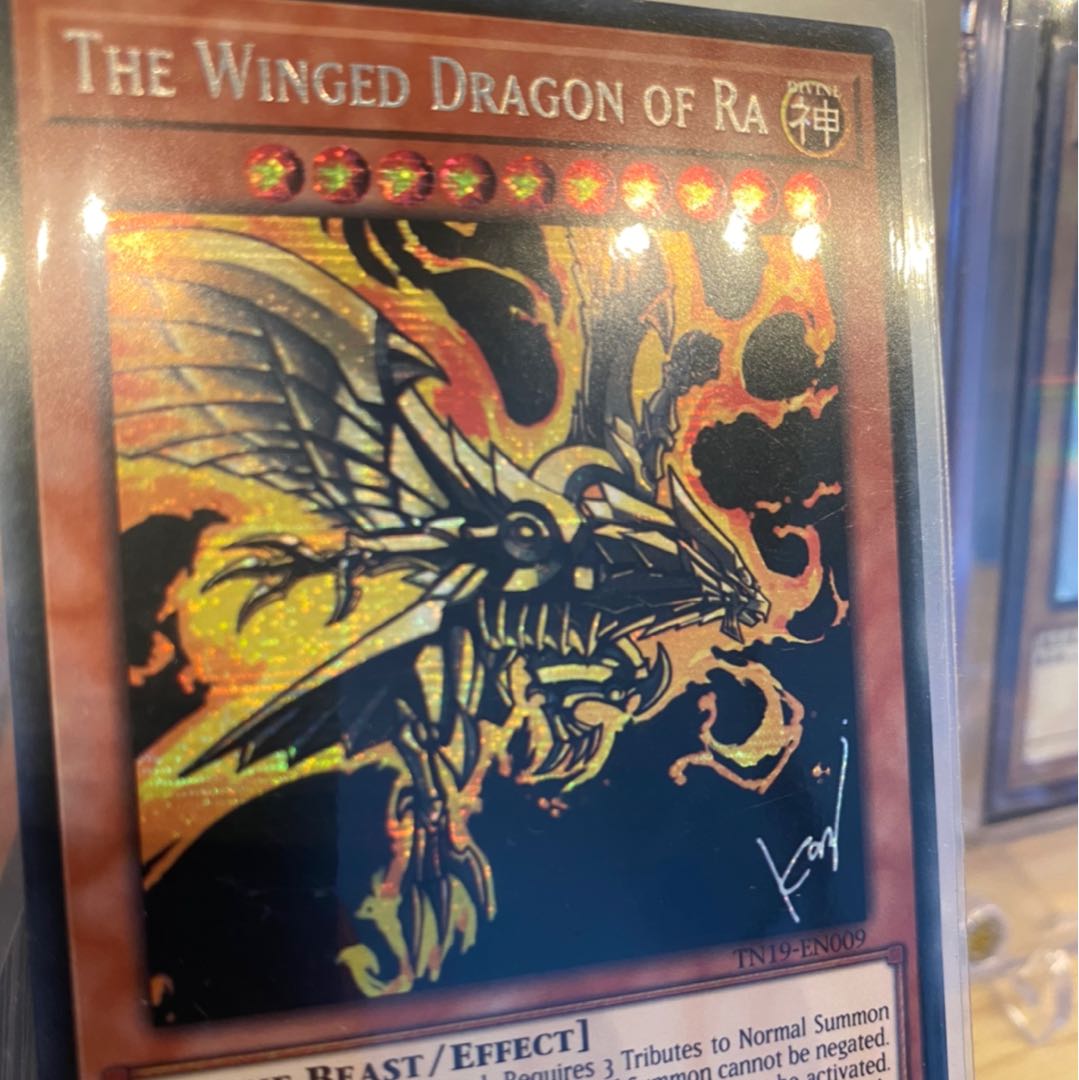 THE WINGED DRAGON OF RA
DIVINE
神
TN19-EN009
BEAST/EFFECT]
Requires 3 Tributes to Normal Summon
cannot be negated.
activated.